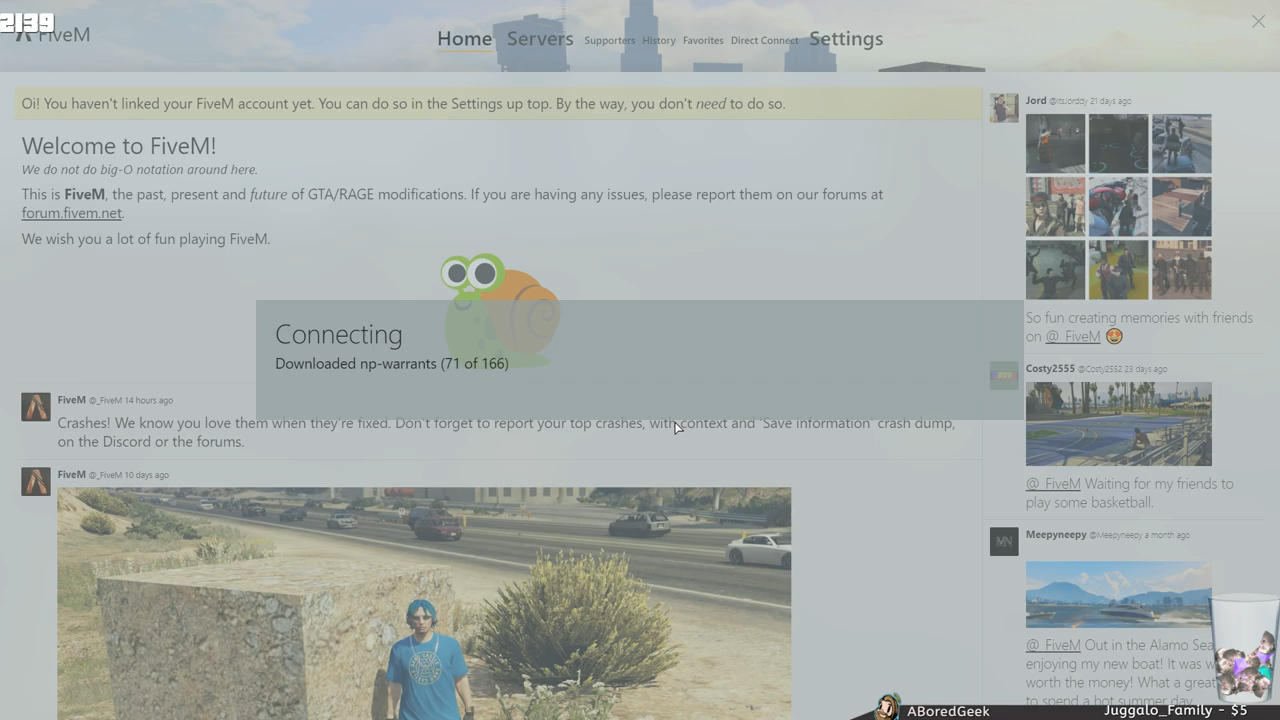 2139
FiveM
Home Servers Supporters History Favorites Direct Connect Settings
Oi! You haven't linked your FiveM account yet. You can do so in the Settings up top. By the way, you don't need to do so.
Welcome to FiveM!
We do not do big-O notation around here.
This is FiveM, the past, present and future of GTA/RAGE modifications. If you are having any issues, please report them on our forums at
forum.fivem.net.
We wish you a lot of fun playing FiveM.
Connecting
Downloaded np-warrants (71 of 166)
FiveM @_FiveM 14 hours ago
Crashes! We know you love them when they're fixed. Don't forget to report your top crashes, with context and 'Save information' crash dump,
on the Discord or the forums.
FiveM @_FiveM 10 days ago
Jord @ItsJorddy 21 days ago
So fun creating memories with friends
on @_FiveM
Costy2555 @Costy2552 23 days ago
@_FiveM Waiting for my friends to
play some basketball.
MN
Meepyneepy @Meepyneepy a month ago
@_FiveM Out in the Alamo Sea
enjoying my new boat! It was w
worth the money! What a great
to spend a hot summer day
ABoredGeek
Juggalo_Family - $5